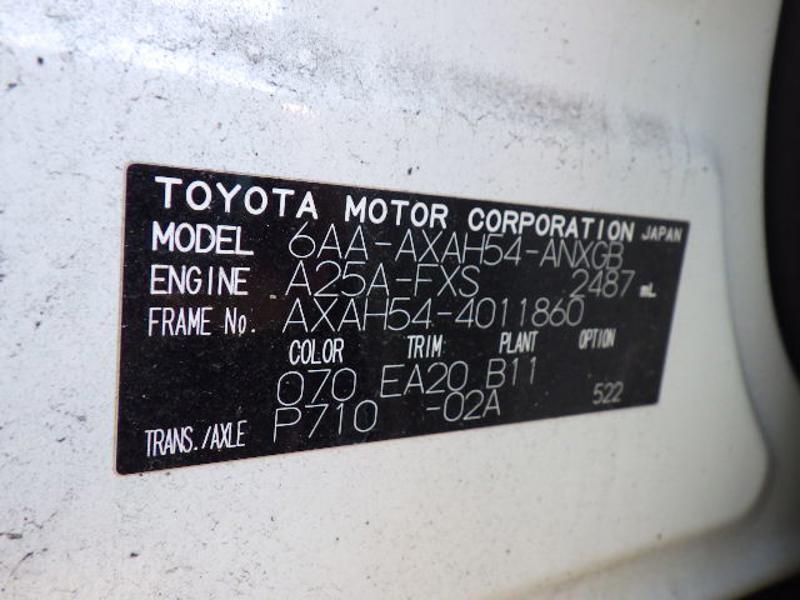 TOYOTA MOTOR CORPORATION JAPAN
MODEL 6AA-AXAH54-ANXGB
ENGINE A25A-FXS 2487 mL
FRAME No. AXAH54-4011860
COLOR TRIM PLANT OPTION
070 EA20 B11 522
TRANS./AXLE P710 -02A